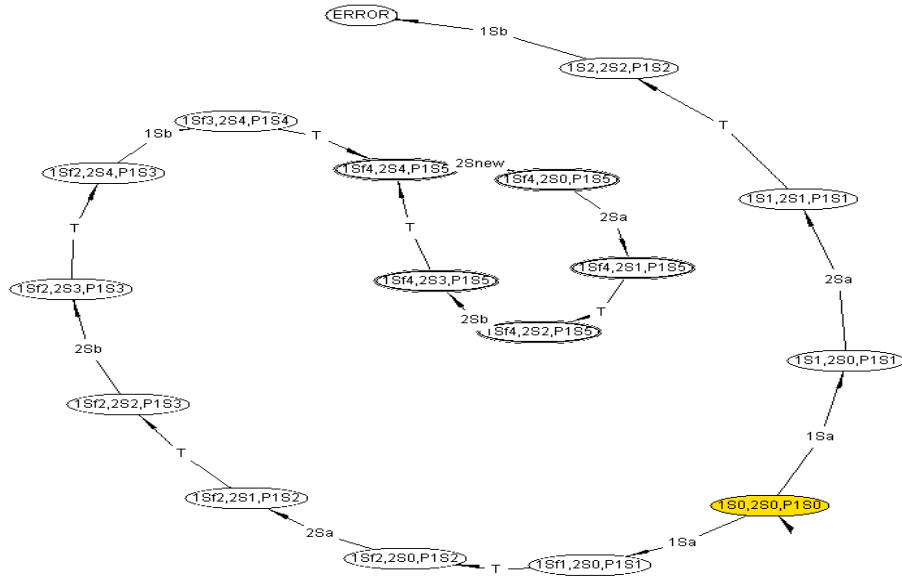 ERROR
1Sb
1S2,2S2,P1S2
1Sf3,2S4,P1S4
T
1Sb
T
1Sf2,2S4,P1S3
1Sf4,2S4,P1S5
2Snew
1Sf4,2S0,P1S5
1S1,2S1,P1S1
2Sa
T
T
1Sf4,2S1,P1S5
2Sa
1Sf2,2S3,P1S3
1Sf4,2S3,P1S5
T
2Sb
1Sf4,2S2,P1S5
2Sb
1S1,2S0,P1S1
1Sf2,2S2,P1S3
1Sa
T
1Sf2,2S1,P1S2
1S0,2S0,P1S0
2Sa
1Sa
1Sf2,2S0,P1S2
T
1Sf1,2S0,P1S1